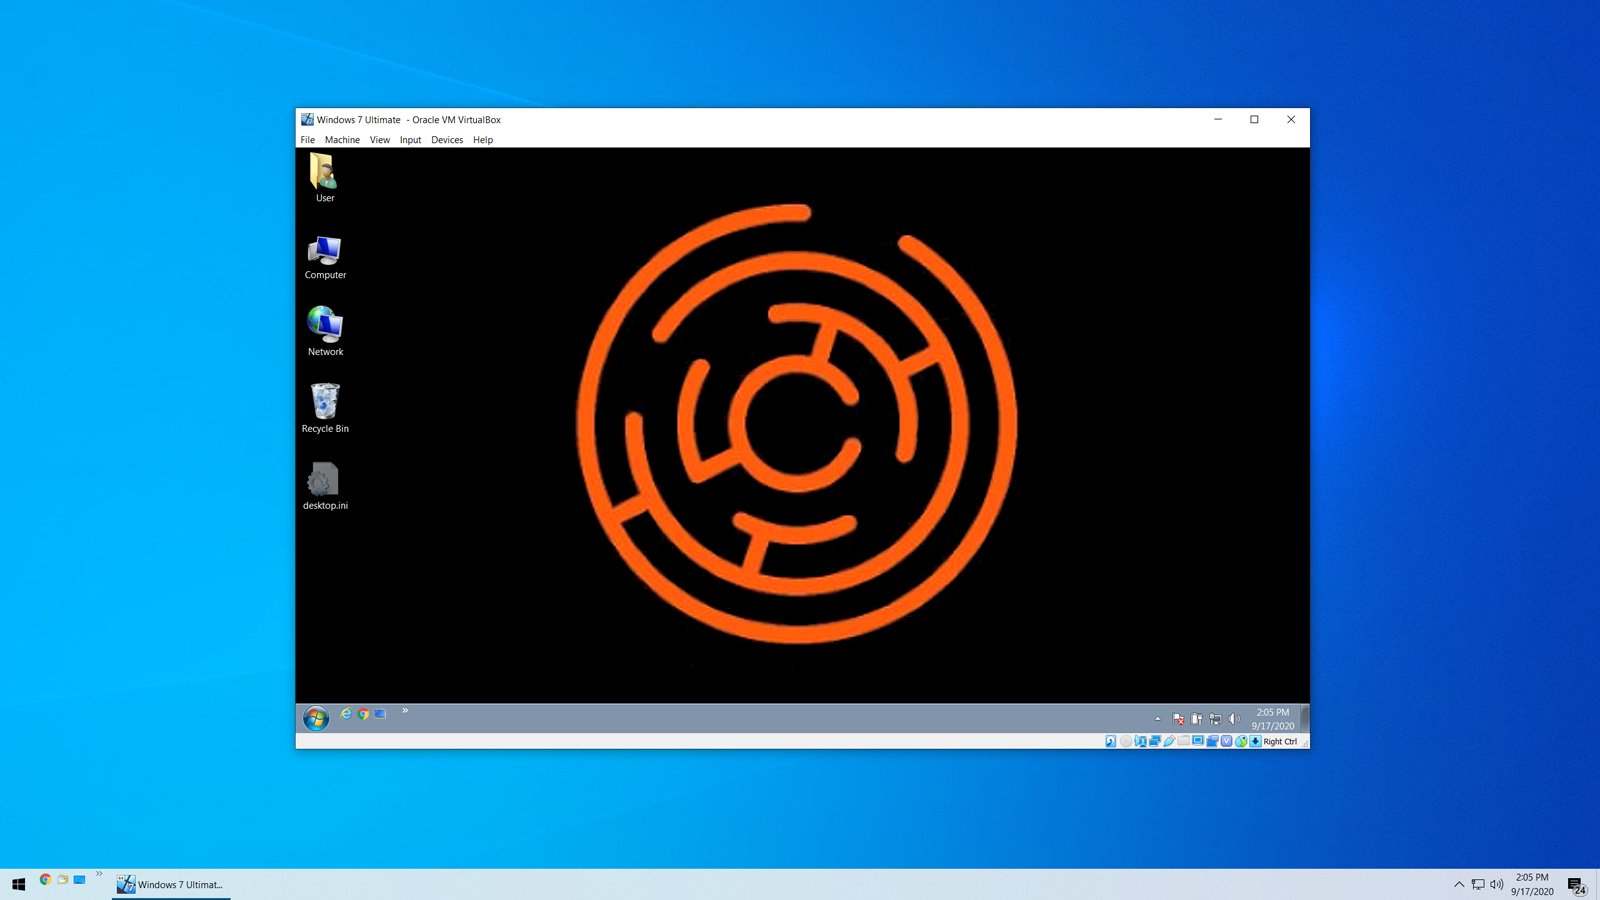 Windows 7 Ultimate - Oracle VM VirtualBox
File Machine View Input Devices Help
User
Computer
Network
Recycle Bin
desktop.ini
2:05 PM
9/17/2020
Right Ctrl
Windows 7 Ultimat...
2:05 PM
9/17/2020
24